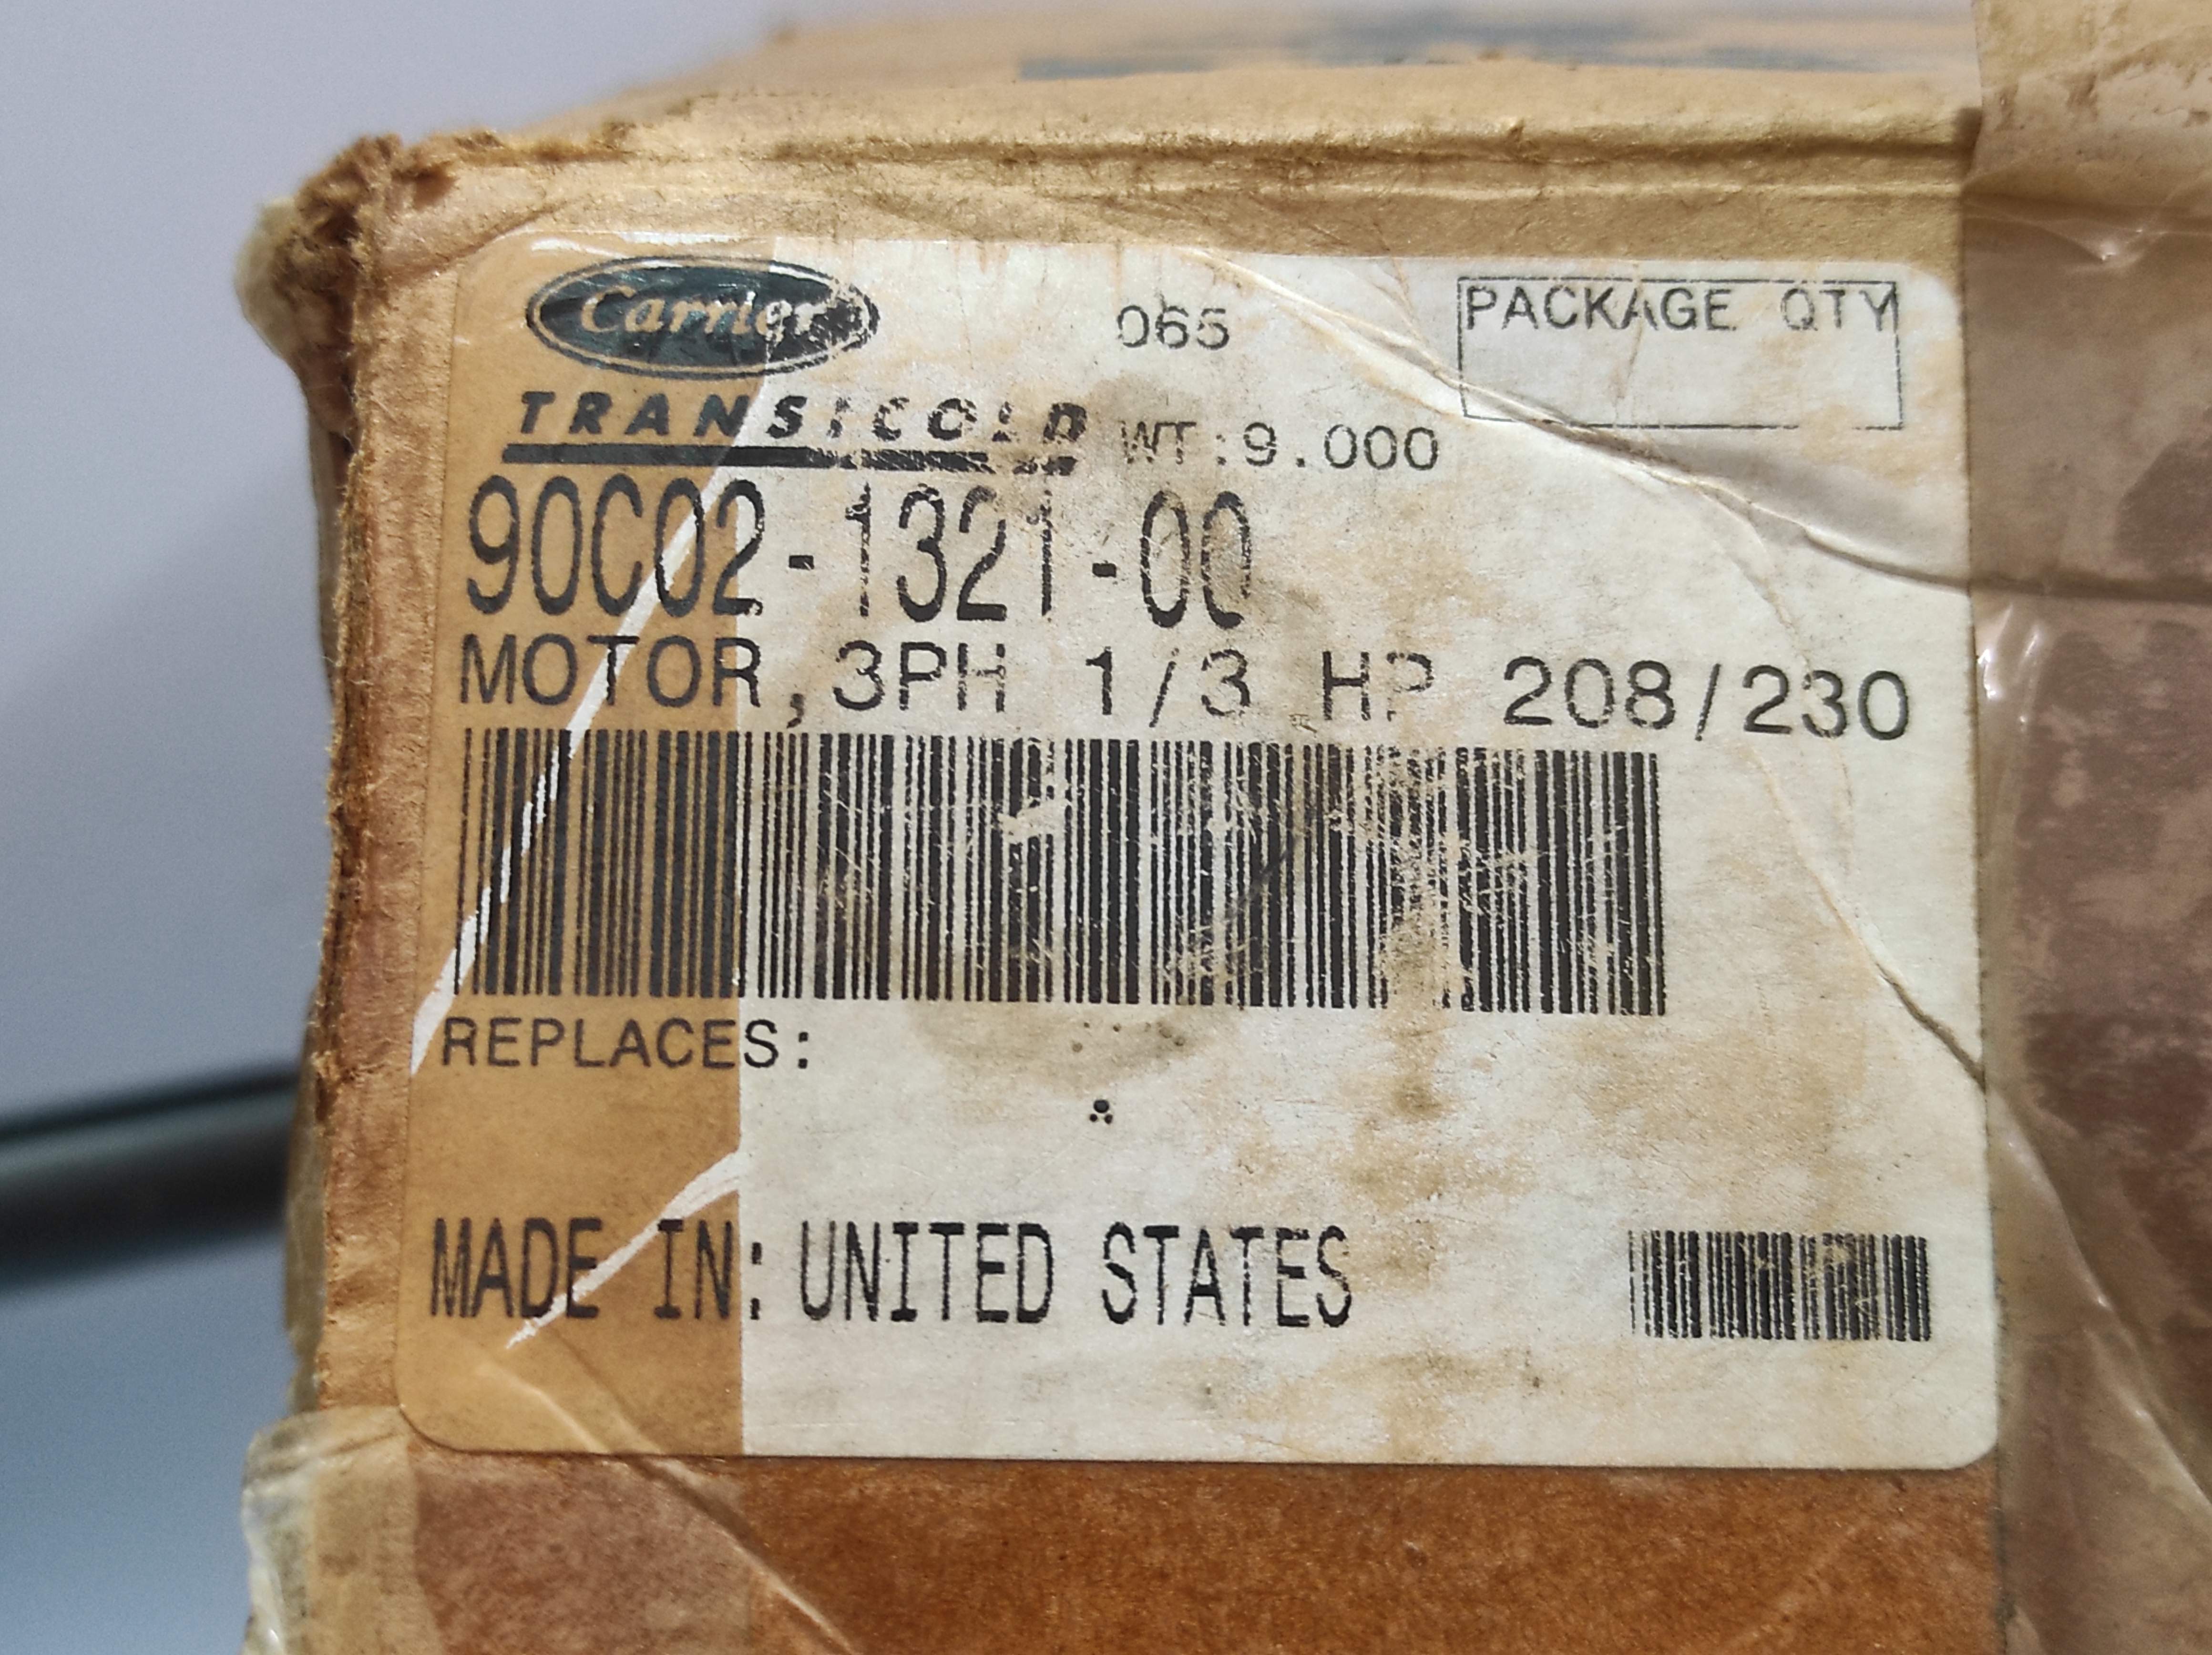 Carrier
065
PACKAGE QTY
TRANSICOLD
WT:9.000
90C02-1321-00
MOTOR,3PH 1/3 HP 208/230
REPLACES:
MADE IN: UNITED STATES